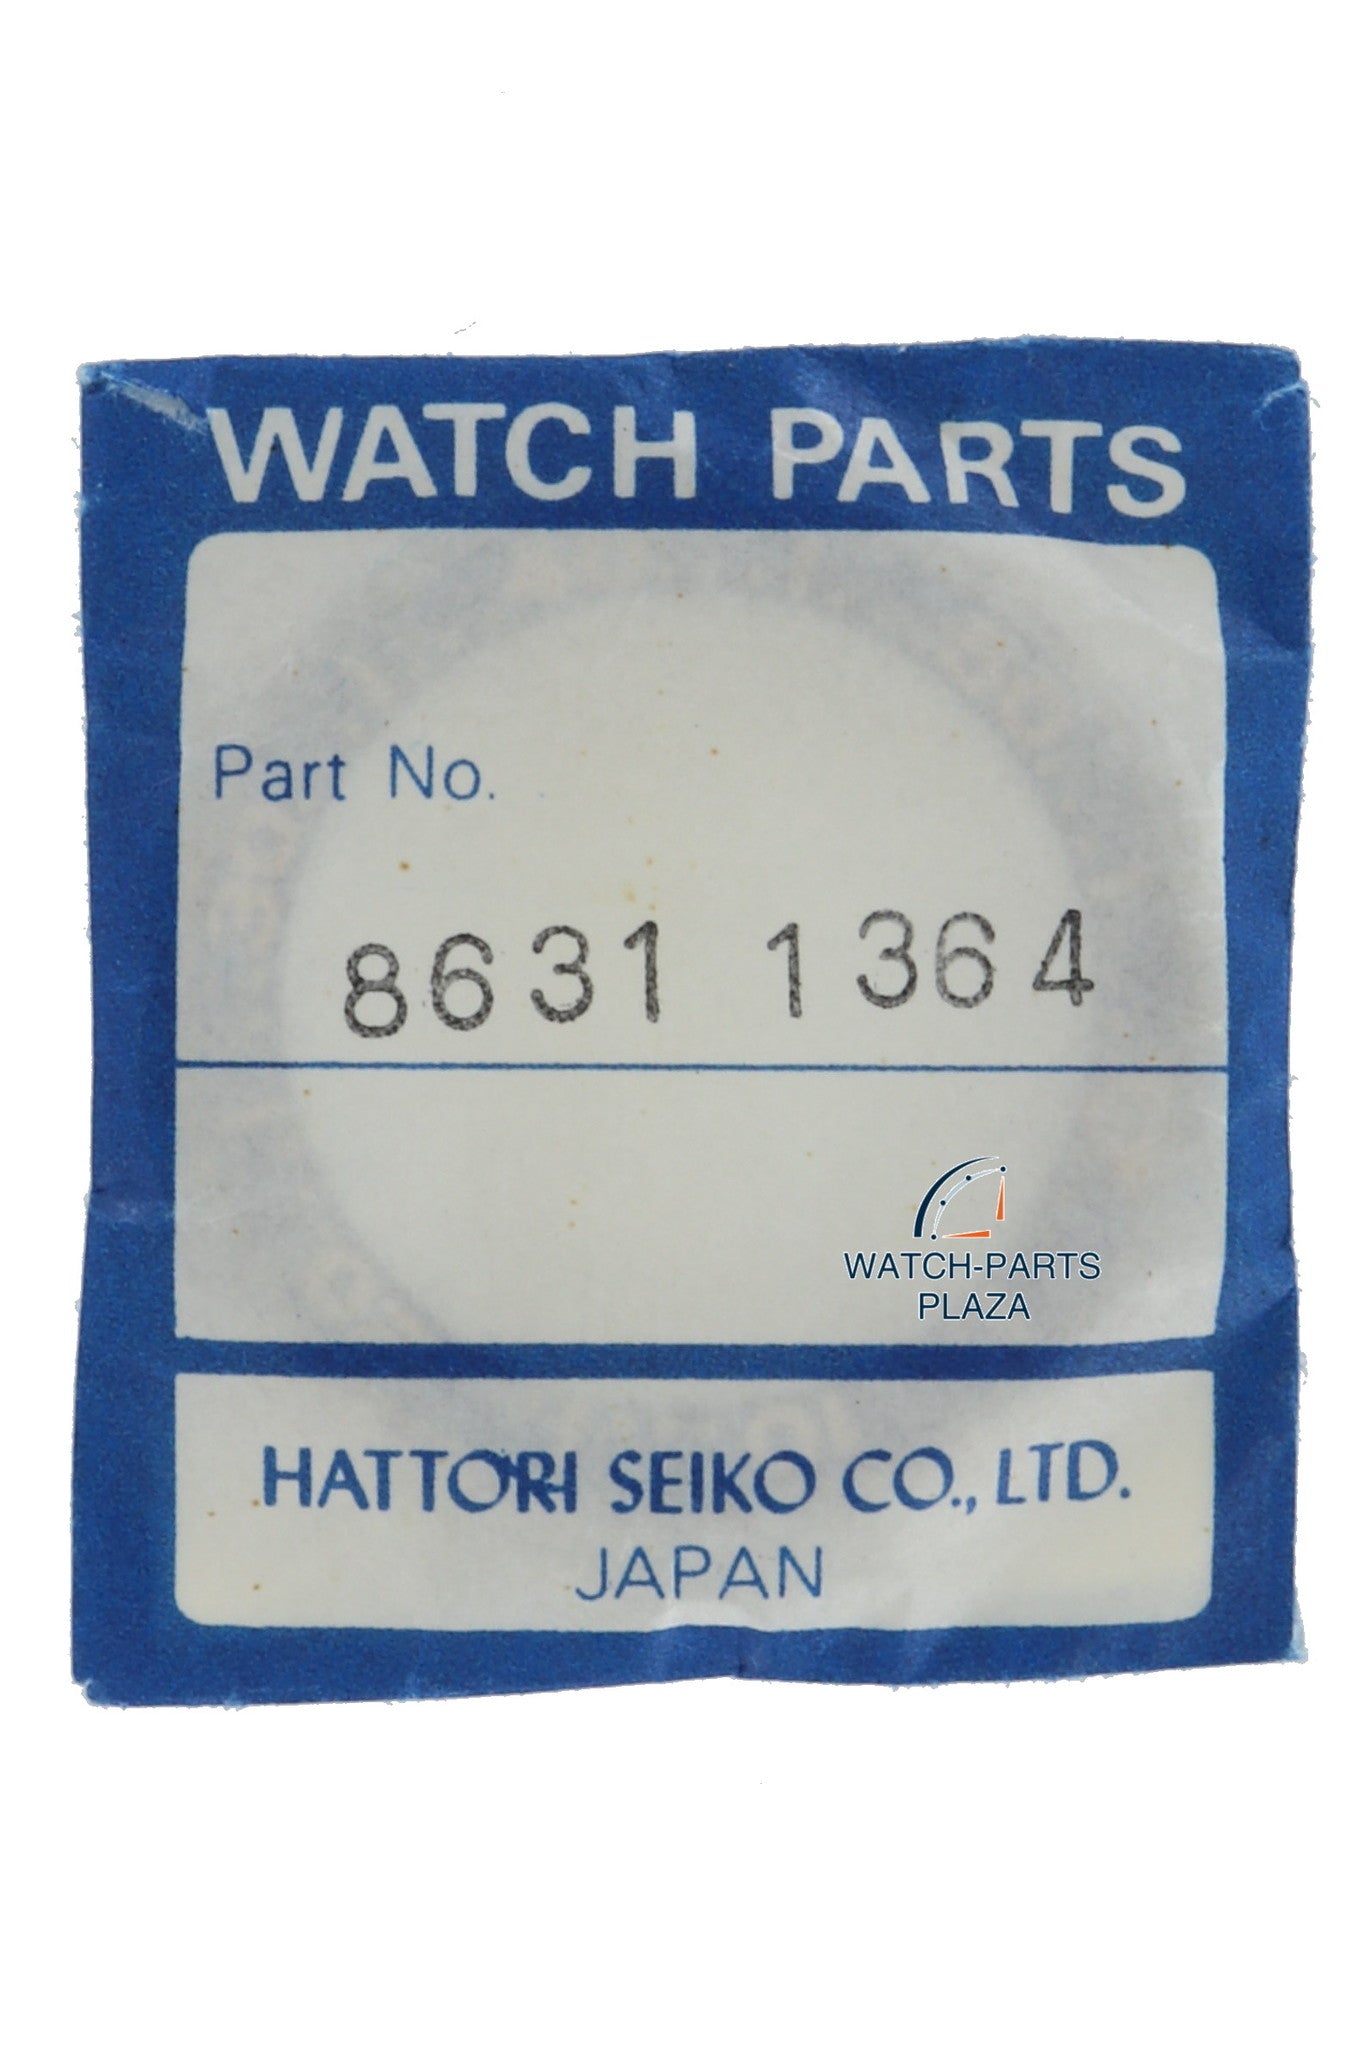 WATCH PARTS
Part No.
8631 1364
WATCH-PARTS
PLAZA
HATTORI SEIKO CO., LTD.
JAPAN